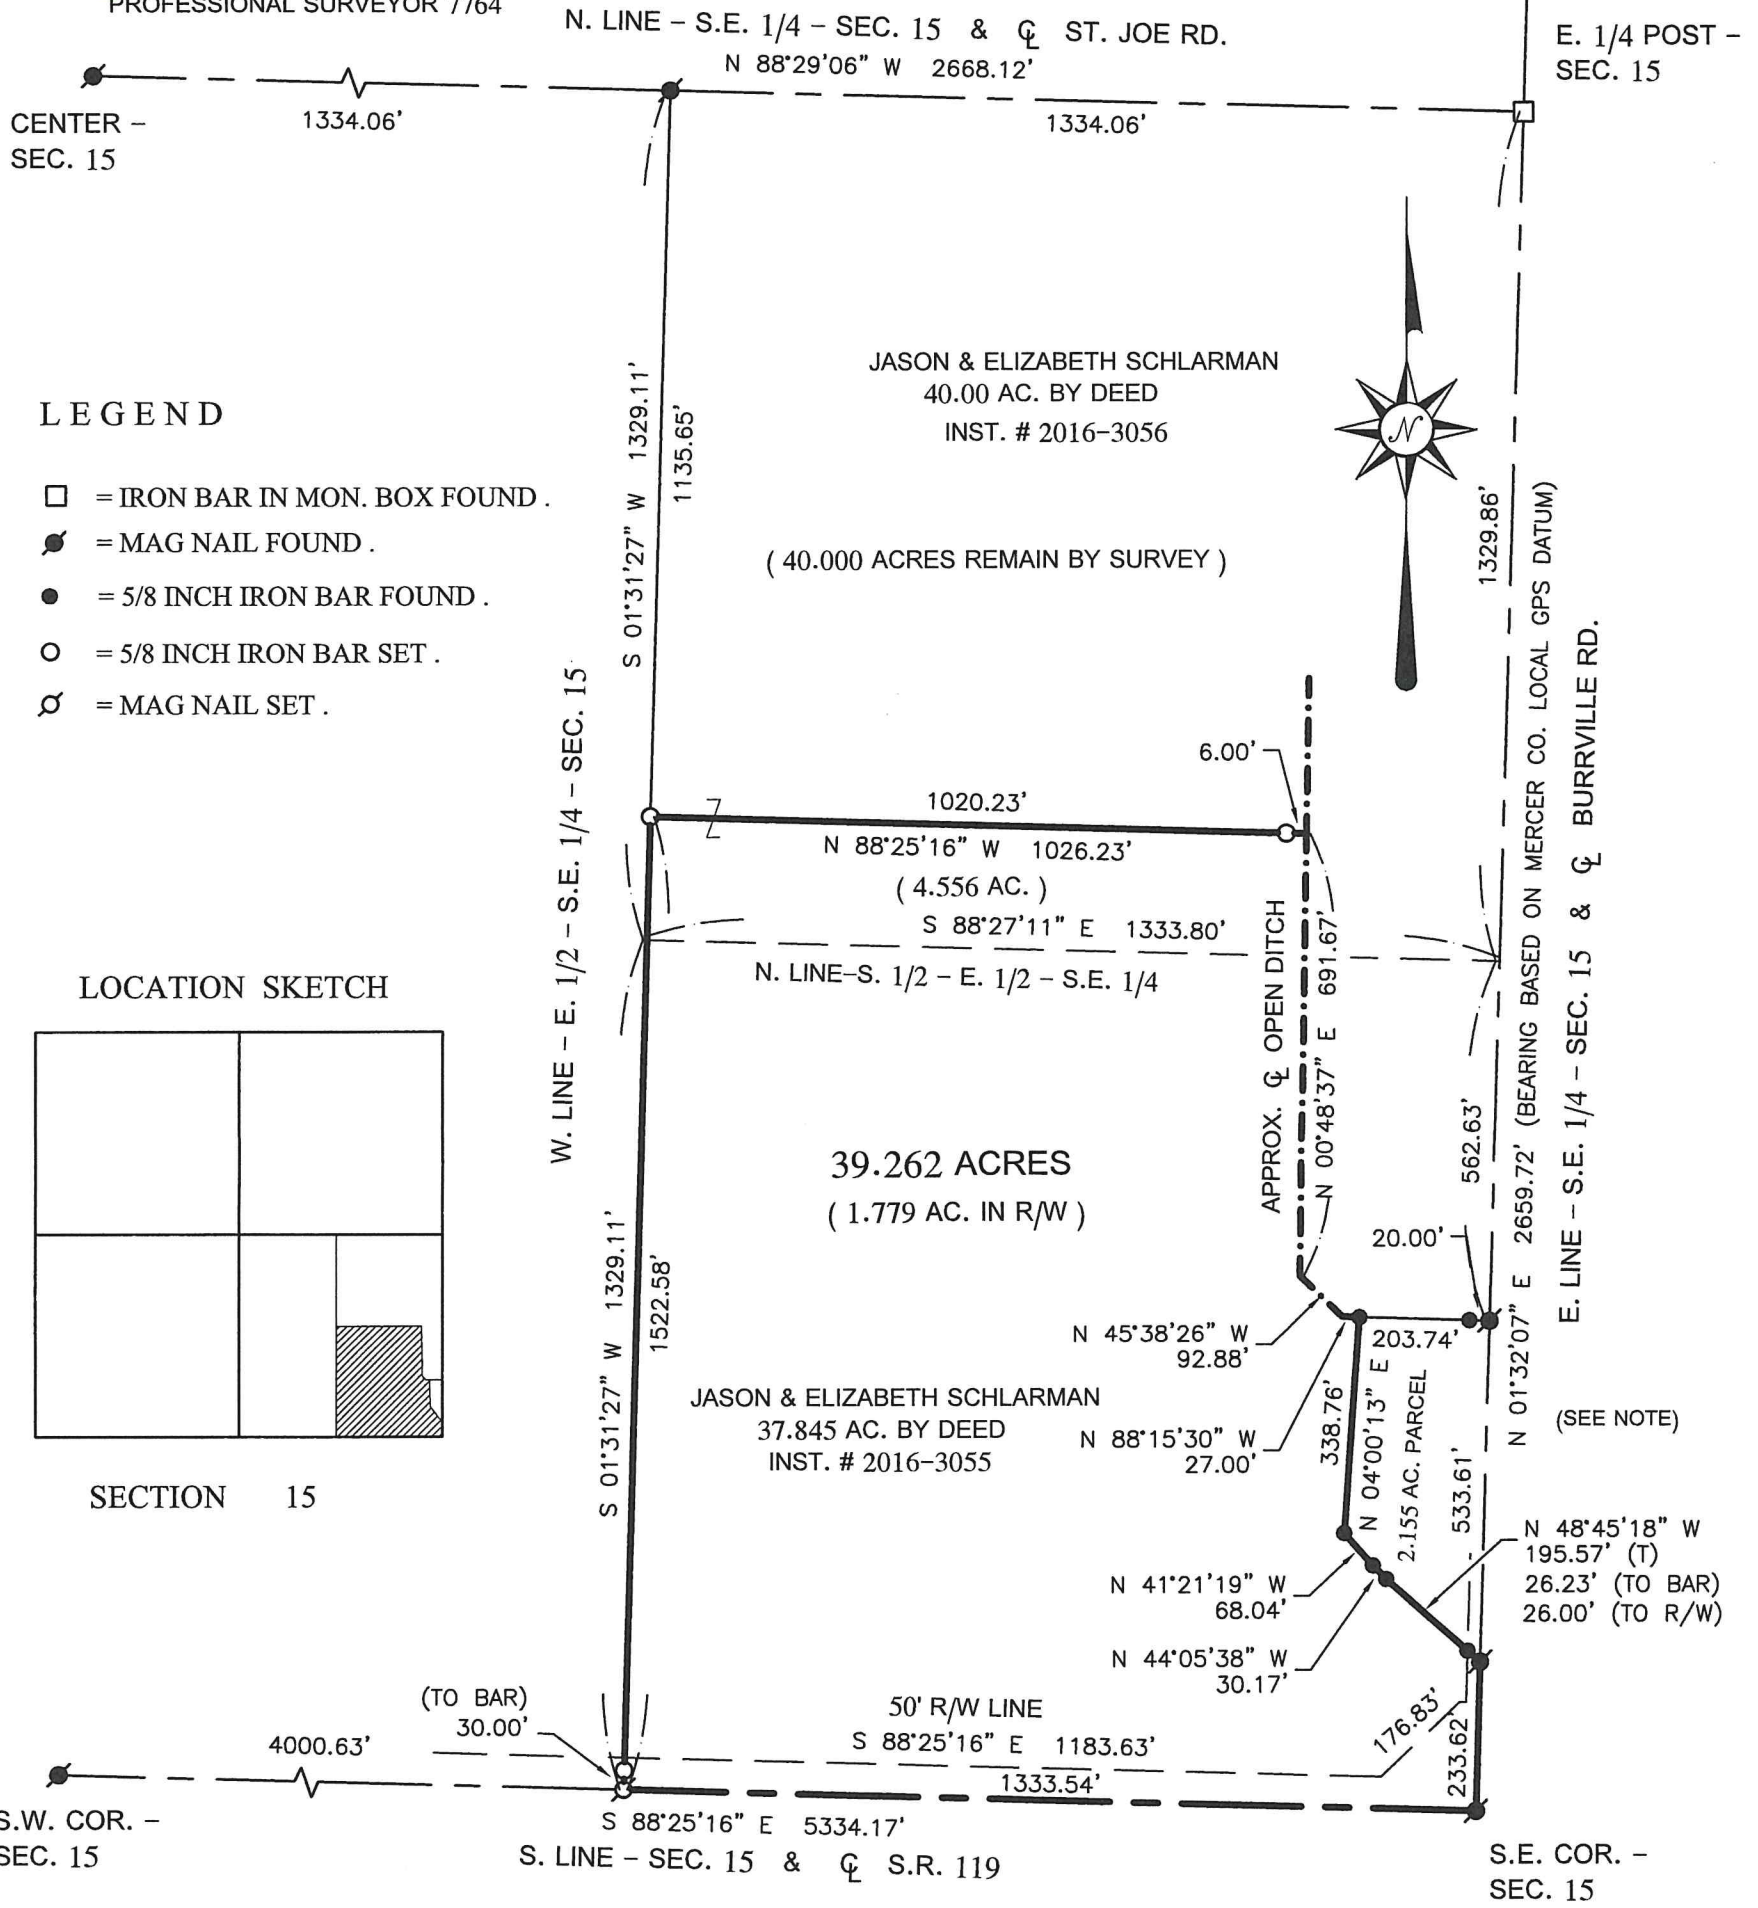 PROFESSIONAL SURVEYOR 7764
N. LINE – S.E. 1/4 – SEC. 15 & ℄ ST. JOE RD.
N 88°29'06" W 2668.12'
E. 1/4 POST –
SEC. 15
CENTER –
SEC. 15
1334.06'
1334.06'
JASON & ELIZABETH SCHLARMAN
40.00 AC. BY DEED
INST. # 2016–3056
( 40.000 ACRES REMAIN BY SURVEY )
N
LEGEND
= IRON BAR IN MON. BOX FOUND .
= MAG NAIL FOUND .
= 5/8 INCH IRON BAR FOUND .
= 5/8 INCH IRON BAR SET .
= MAG NAIL SET .
S 01°31'27" W 1329.11'
1135.65'
W. LINE – E. 1/2 – S.E. 1/4 – SEC. 15
1329.86'
N 01°32'07" E 2659.72' (BEARING BASED ON MERCER CO. LOCAL GPS DATUM)
E. LINE – S.E. 1/4 – SEC. 15 & ℄ BURRVILLE RD.
6.00'
1020.23'
N 88°25'16" W 1026.23'
( 4.556 AC. )
S 88°27'11" E 1333.80'
N. LINE–S. 1/2 – E. 1/2 – S.E. 1/4
APPROX. ℄ OPEN DITCH
N 00°48'37" E 691.67'
562.63'
LOCATION SKETCH
SECTION 15
39.262 ACRES
( 1.779 AC. IN R/W )
S 01°31'27" W 1329.11'
1522.58'
20.00'
N 45°38'26" W
92.88'
203.74'
JASON & ELIZABETH SCHLARMAN
37.845 AC. BY DEED
INST. # 2016–3055
N 88°15'30" W
27.00'
338.76'
N 04°00'13" E
2.155 AC. PARCEL
533.61'
(SEE NOTE)
N 48°45'18" W
195.57' (T)
26.23' (TO BAR)
26.00' (TO R/W)
N 41°21'19" W
68.04'
N 44°05'38" W
30.17'
(TO BAR)
30.00'
50' R/W LINE
S 88°25'16" E 1183.63'
176.83'
233.62'
4000.63'
1333.54'
S 88°25'16" E 5334.17'
S. LINE – SEC. 15 & ℄ S.R. 119
S.W. COR. –
SEC. 15
S.E. COR. –
SEC. 15